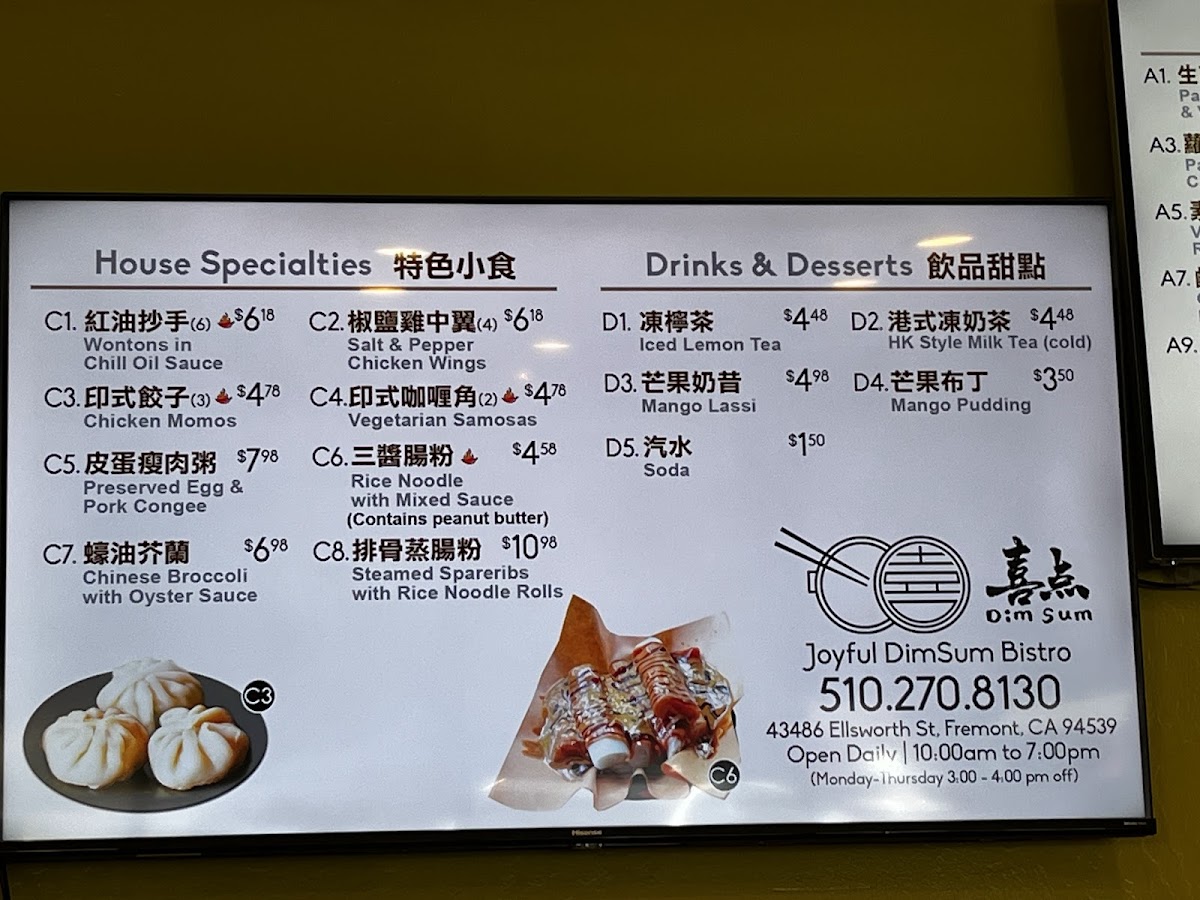 House Specialties 特色小食
C1. 紅油抄手(6) $6.18
Wontons in
Chill Oil Sauce
C2. 椒鹽雞中翼(4) $6.18
Salt & Pepper
Chicken Wings
C3. 印式餃子(3) $4.78
Chicken Momos
C4. 印式咖喱角(2) $4.78
Vegetarian Samosas
C5. 皮蛋瘦肉粥 $7.98
Preserved Egg &
Pork Congee
C6. 三醬腸粉 $4.58
Rice Noodle
with Mixed Sauce
(Contains peanut butter)
C7. 蠔油芥蘭 $6.98
Chinese Broccoli
with Oyster Sauce
C8. 排骨蒸腸粉 $10.98
Steamed Spareribs
with Rice Noodle Rolls
C3
C6
Drinks & Desserts 飲品甜點
D1. 凍檸茶 $4.48
Iced Lemon Tea
D2. 港式凍奶茶 $4.48
HK Style Milk Tea (cold)
D3. 芒果奶昔 $4.98
Mango Lassi
D4. 芒果布丁 $3.50
Mango Pudding
D5. 汽水 $1.50
Soda
喜点
Dim Sum
Joyful DimSum Bistro
510.270.8130
43486 Ellsworth St, Fremont, CA 94539
Open Daily | 10:00am to 7:00pm
(Monday-Thursday 3:00 - 4:00 pm off)
Hisense
A1. 生
Pa
&
A3. 蘿
Pa
C
A5.
V
R
A7.
A9.